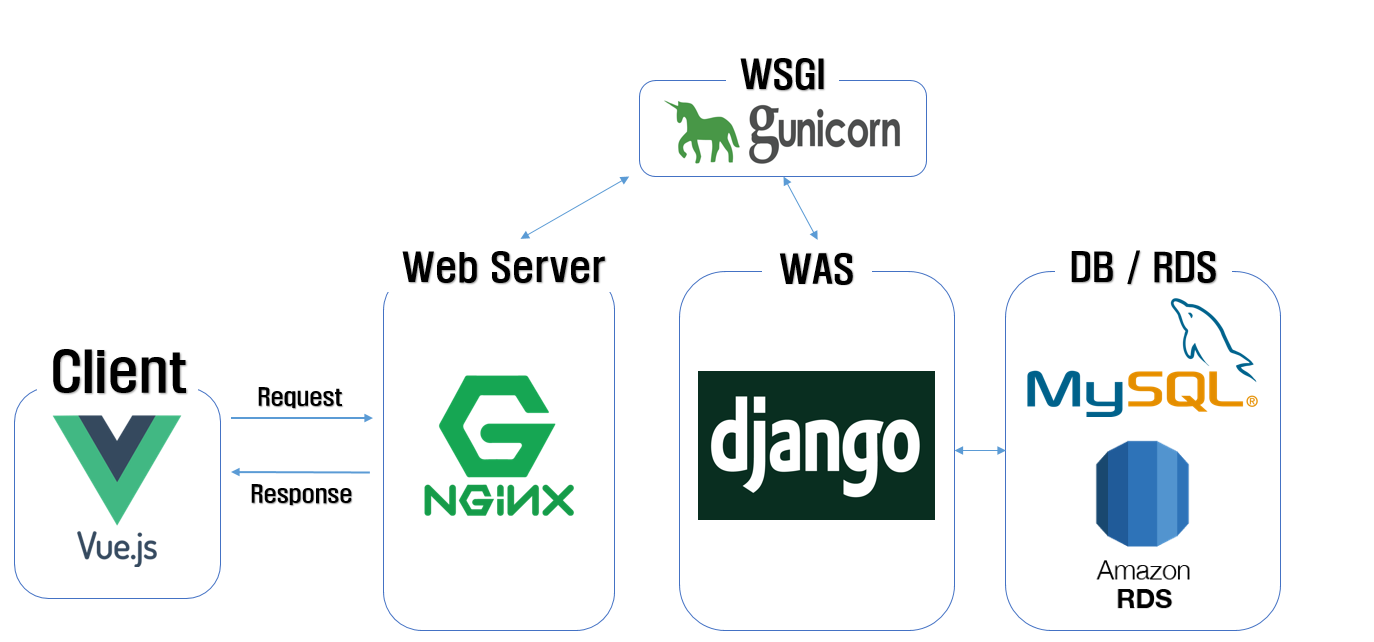 WSGI
gunicorn
Web Server
WAS
DB / RDS
Client
Request
Response
Vue.js
NGiNX
django
MySQL®
Amazon
RDS